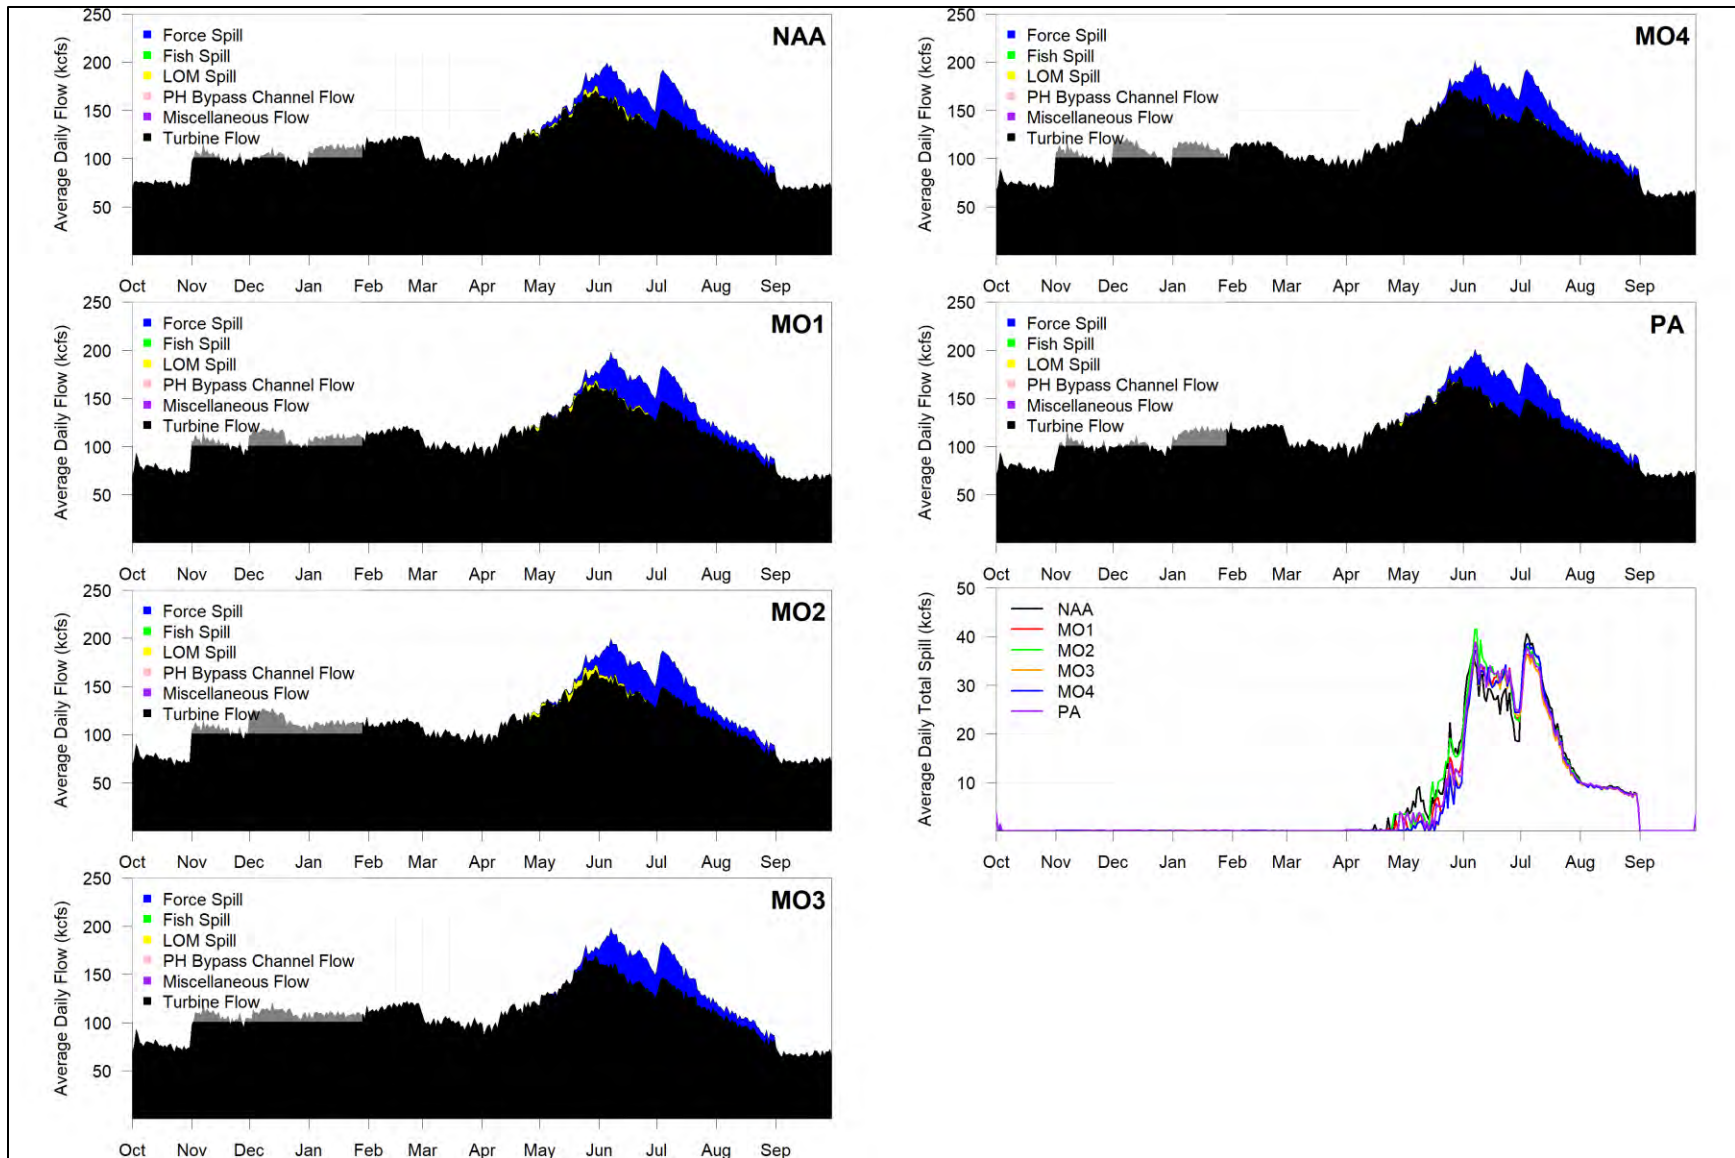 NAA
Average Daily Flow (kcfs)
250
200
150
100
50
Force Spill
Fish Spill
LOM Spill
PH Bypass Channel Flow
Miscellaneous Flow
Turbine Flow
Oct Nov Dec Jan Feb Mar Apr May Jun Jul Aug Sep
MO1
Average Daily Flow (kcfs)
250
200
150
100
50
Force Spill
Fish Spill
LOM Spill
PH Bypass Channel Flow
Miscellaneous Flow
Turbine Flow
Oct Nov Dec Jan Feb Mar Apr May Jun Jul Aug Sep
MO2
Average Daily Flow (kcfs)
250
200
150
100
50
Force Spill
Fish Spill
LOM Spill
PH Bypass Channel Flow
Miscellaneous Flow
Turbine Flow
Oct Nov Dec Jan Feb Mar Apr May Jun Jul Aug Sep
MO3
Average Daily Flow (kcfs)
250
200
150
100
50
Force Spill
Fish Spill
LOM Spill
PH Bypass Channel Flow
Miscellaneous Flow
Turbine Flow
Oct Nov Dec Jan Feb Mar Apr May Jun Jul Aug Sep
MO4
Average Daily Flow (kcfs)
250
200
150
100
50
Force Spill
Fish Spill
LOM Spill
PH Bypass Channel Flow
Miscellaneous Flow
Turbine Flow
Oct Nov Dec Jan Feb Mar Apr May Jun Jul Aug Sep
PA
Average Daily Flow (kcfs)
250
200
150
100
50
Force Spill
Fish Spill
LOM Spill
PH Bypass Channel Flow
Miscellaneous Flow
Turbine Flow
Oct Nov Dec Jan Feb Mar Apr May Jun Jul Aug Sep
Average Daily Total Spill (kcfs)
50
40
30
20
10
NAA
MO1
MO2
MO3
MO4
PA
Oct Nov Dec Jan Feb Mar Apr May Jun Jul Aug Sep